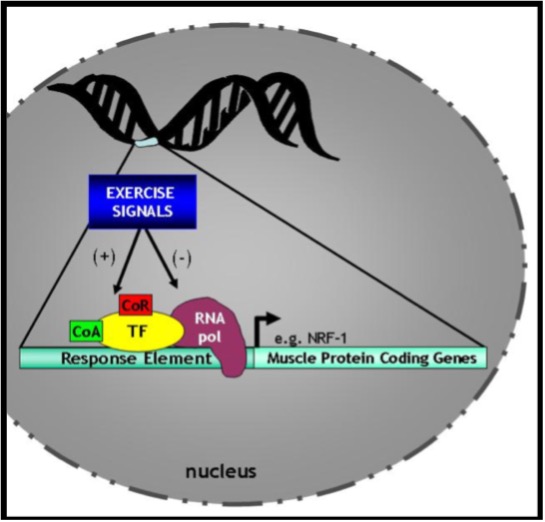 EXERCISE
SIGNALS
(+)
(-)
CoR
CoA
TF
RNA
pol
e.g. NRF-1
Response Element
Muscle Protein Coding Genes
nucleus